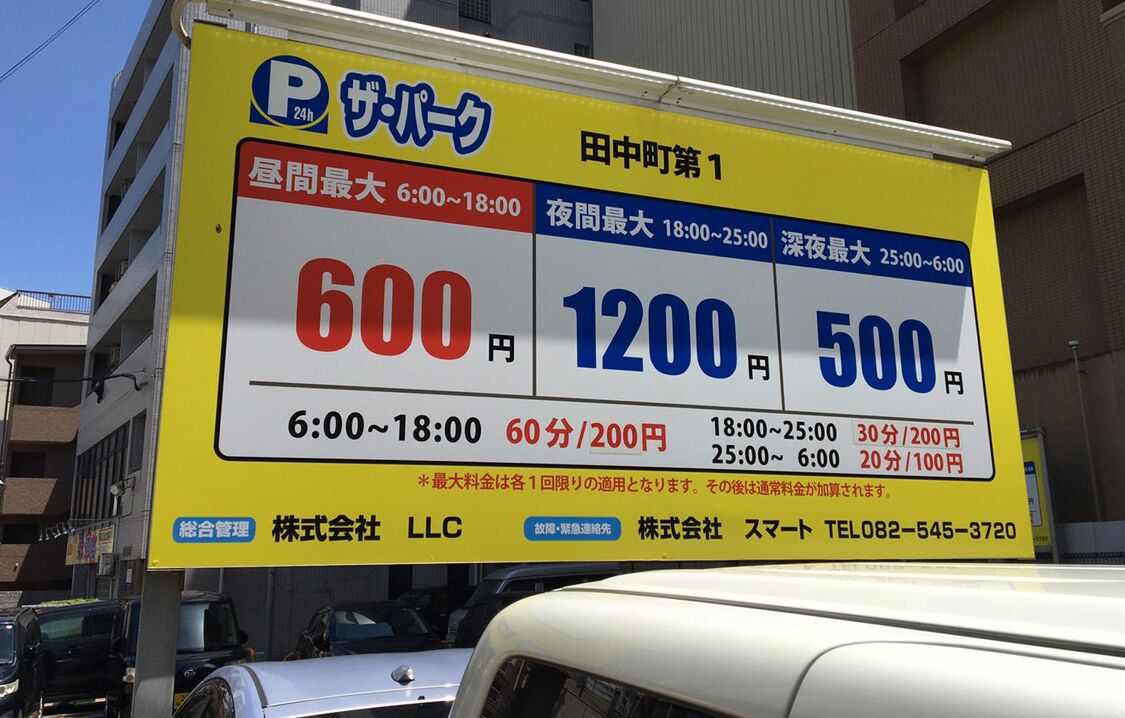 P 24h ザ・パーク
田中町第1
昼間最大 6:00~18:00
600円
夜間最大 18:00~25:00
1200円
深夜最大 25:00~6:00
500円
6:00~18:00 60分/200円
18:00~25:00 30分/200円
25:00~ 6:00 20分/100円
＊最大料金は各1回限りの適用となります。その後は通常料金が加算されます。
総合管理 株式会社 LLC 故障・緊急連絡先 株式会社 スマート TEL082-545-3720